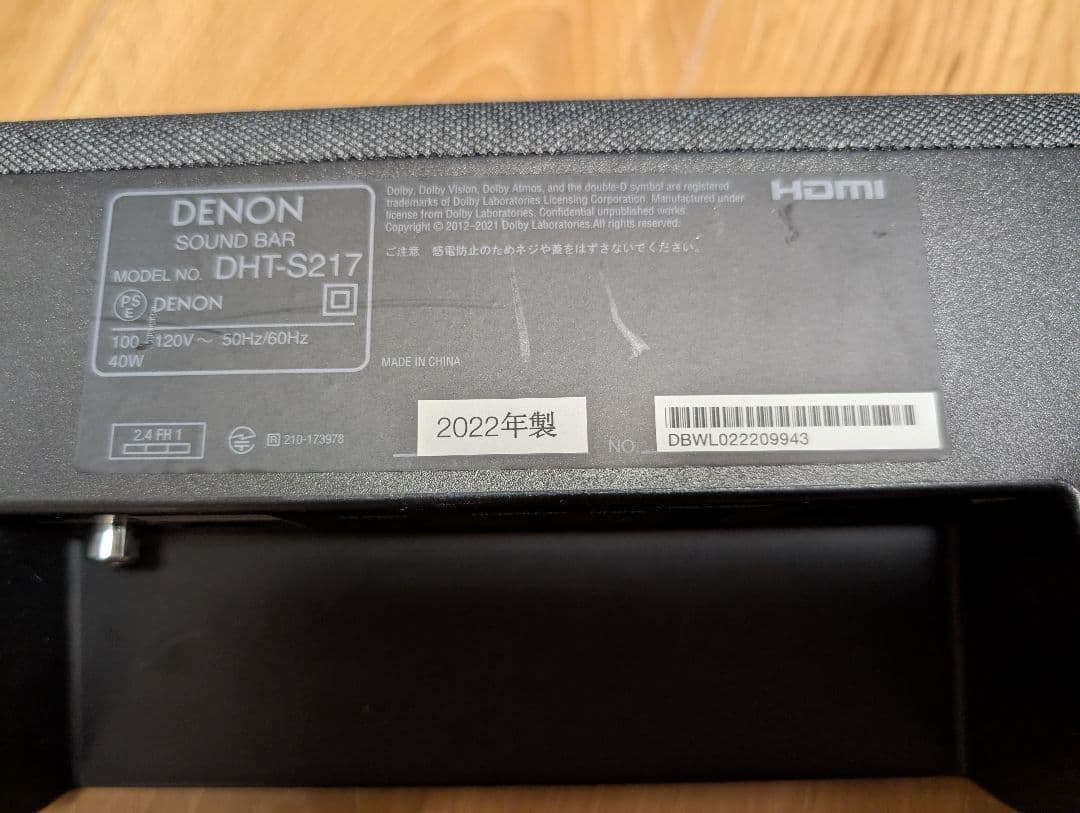 DENON
SOUND BAR
MODEL NO. DHT-S217
PS
E
DENON
100-120V～ 50Hz/60Hz
40W
Dolby, Dolby Vision, Dolby Atmos, and the double-D symbol are registered
trademarks of Dolby Laboratories Licensing Corporation. Manufactured under
license from Dolby Laboratories. Confidential unpublished works.
Copyright © 2012-2021 Dolby Laboratories.All rights reserved.
ご注意 感電防止のためネジや蓋をはずさないでください。
HDMI
MADE IN CHINA
2.4 FH 1
R 210-173978
2022年製
NO.
DBWL022209943